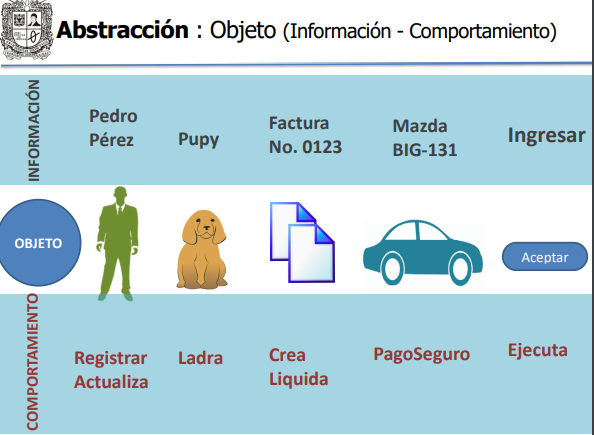 Abstracción : Objeto (Información - Comportamiento)
INFORMACIÓN
Pedro
Pérez
Pupy
Factura
No. 0123
Mazda
BIG-131
Ingresar
OBJETO
Aceptar
COMPORTAMIENTO
Registrar
Actualiza
Ladra
Crea
Liquida
PagoSeguro
Ejecuta